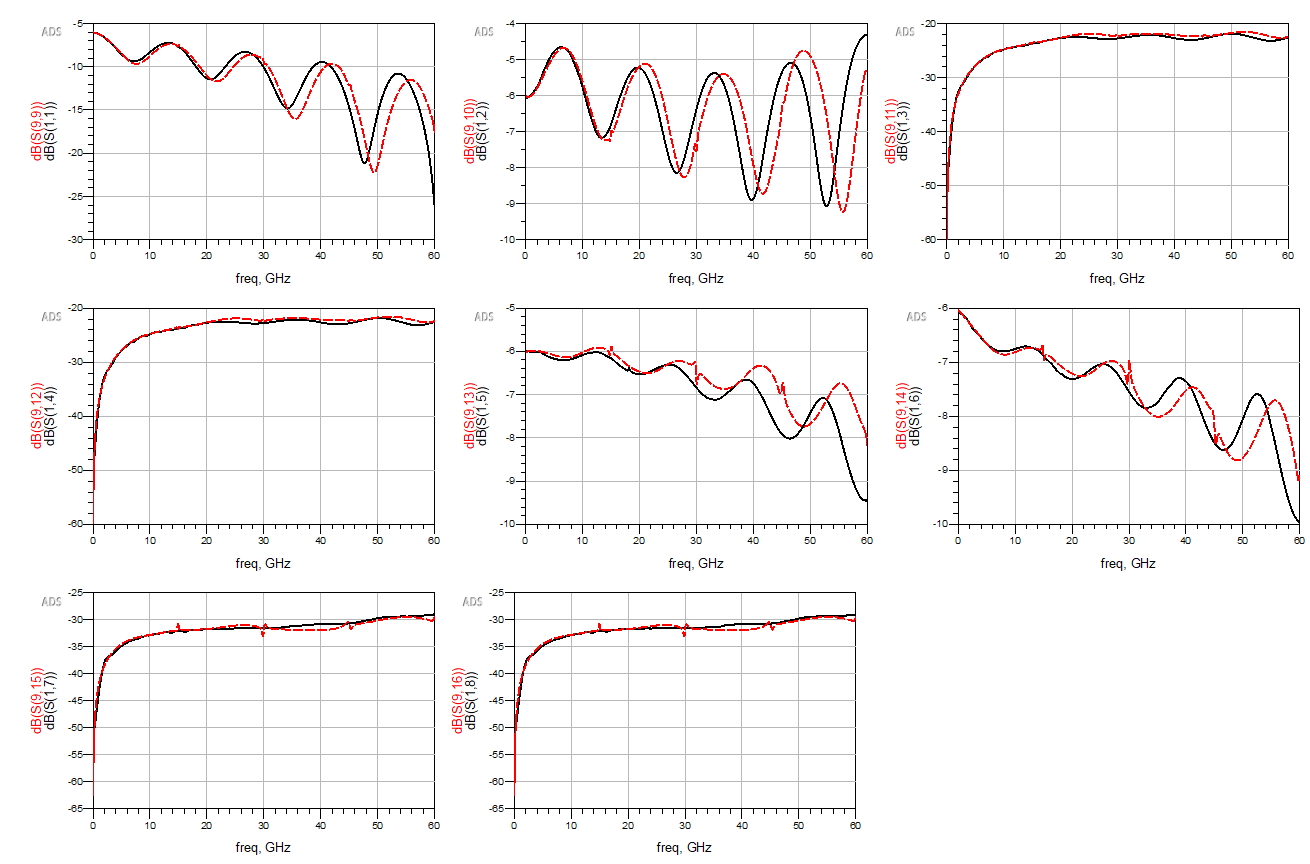 ADS
-5
-10
-15
-20
-25
-30
dB(S(9,9))
dB(S(1,1))
0 10 20 30 40 50 60
freq, GHz
ADS
-4
-5
-6
-7
-8
-9
-10
dB(S(9,10))
dB(S(1,2))
0 10 20 30 40 50 60
freq, GHz
ADS
-20
-30
-40
-50
-60
dB(S(9,11))
dB(S(1,3))
0 10 20 30 40 50 60
freq, GHz
ADS
-20
-30
-40
-50
-60
dB(S(9,12))
dB(S(1,4))
0 10 20 30 40 50 60
freq, GHz
ADS
-5
-6
-7
-8
-9
-10
dB(S(9,13))
dB(S(1,5))
0 10 20 30 40 50 60
freq, GHz
ADS
-6
-7
-8
-9
-10
dB(S(9,14))
dB(S(1,6))
0 10 20 30 40 50 60
freq, GHz
ADS
-25
-30
-35
-40
-45
-50
-55
-60
-65
dB(S(9,15))
dB(S(1,7))
0 10 20 30 40 50 60
freq, GHz
ADS
-25
-30
-35
-40
-45
-50
-55
-60
-65
dB(S(9,16))
dB(S(1,8))
0 10 20 30 40 50 60
freq, GHz